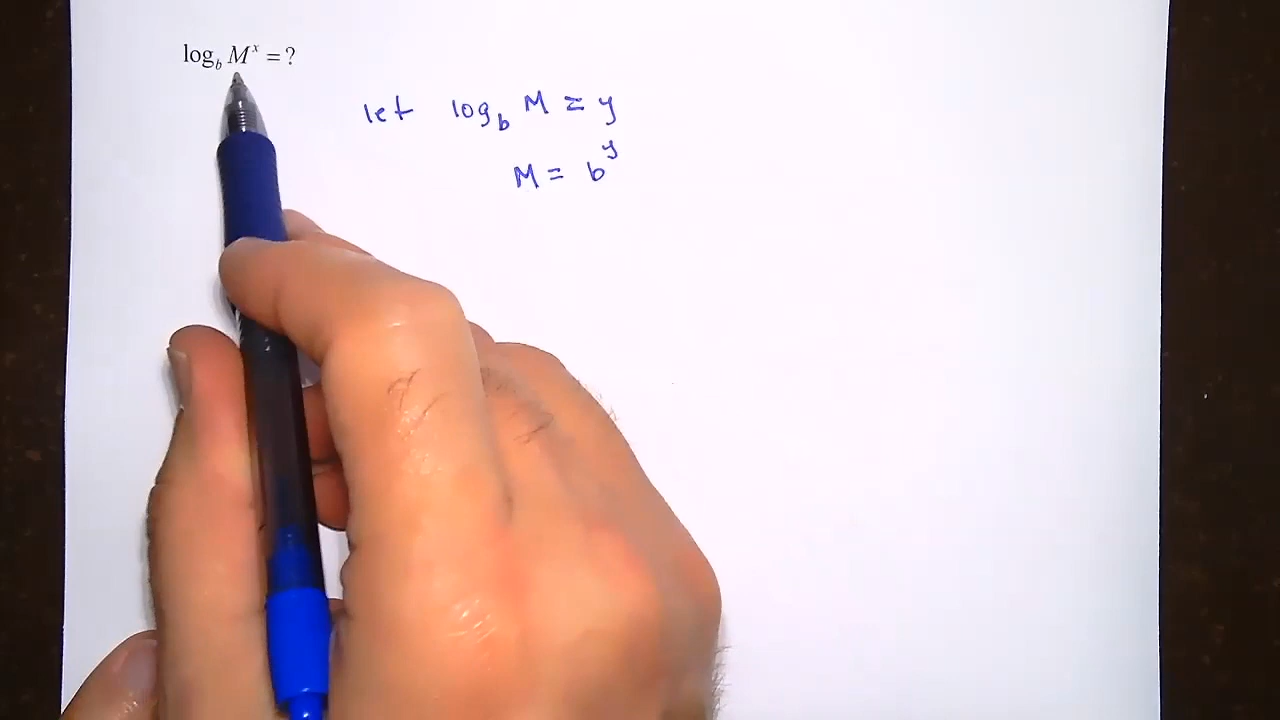 log_b M^x = ?
let log_b M = y
M = b^y